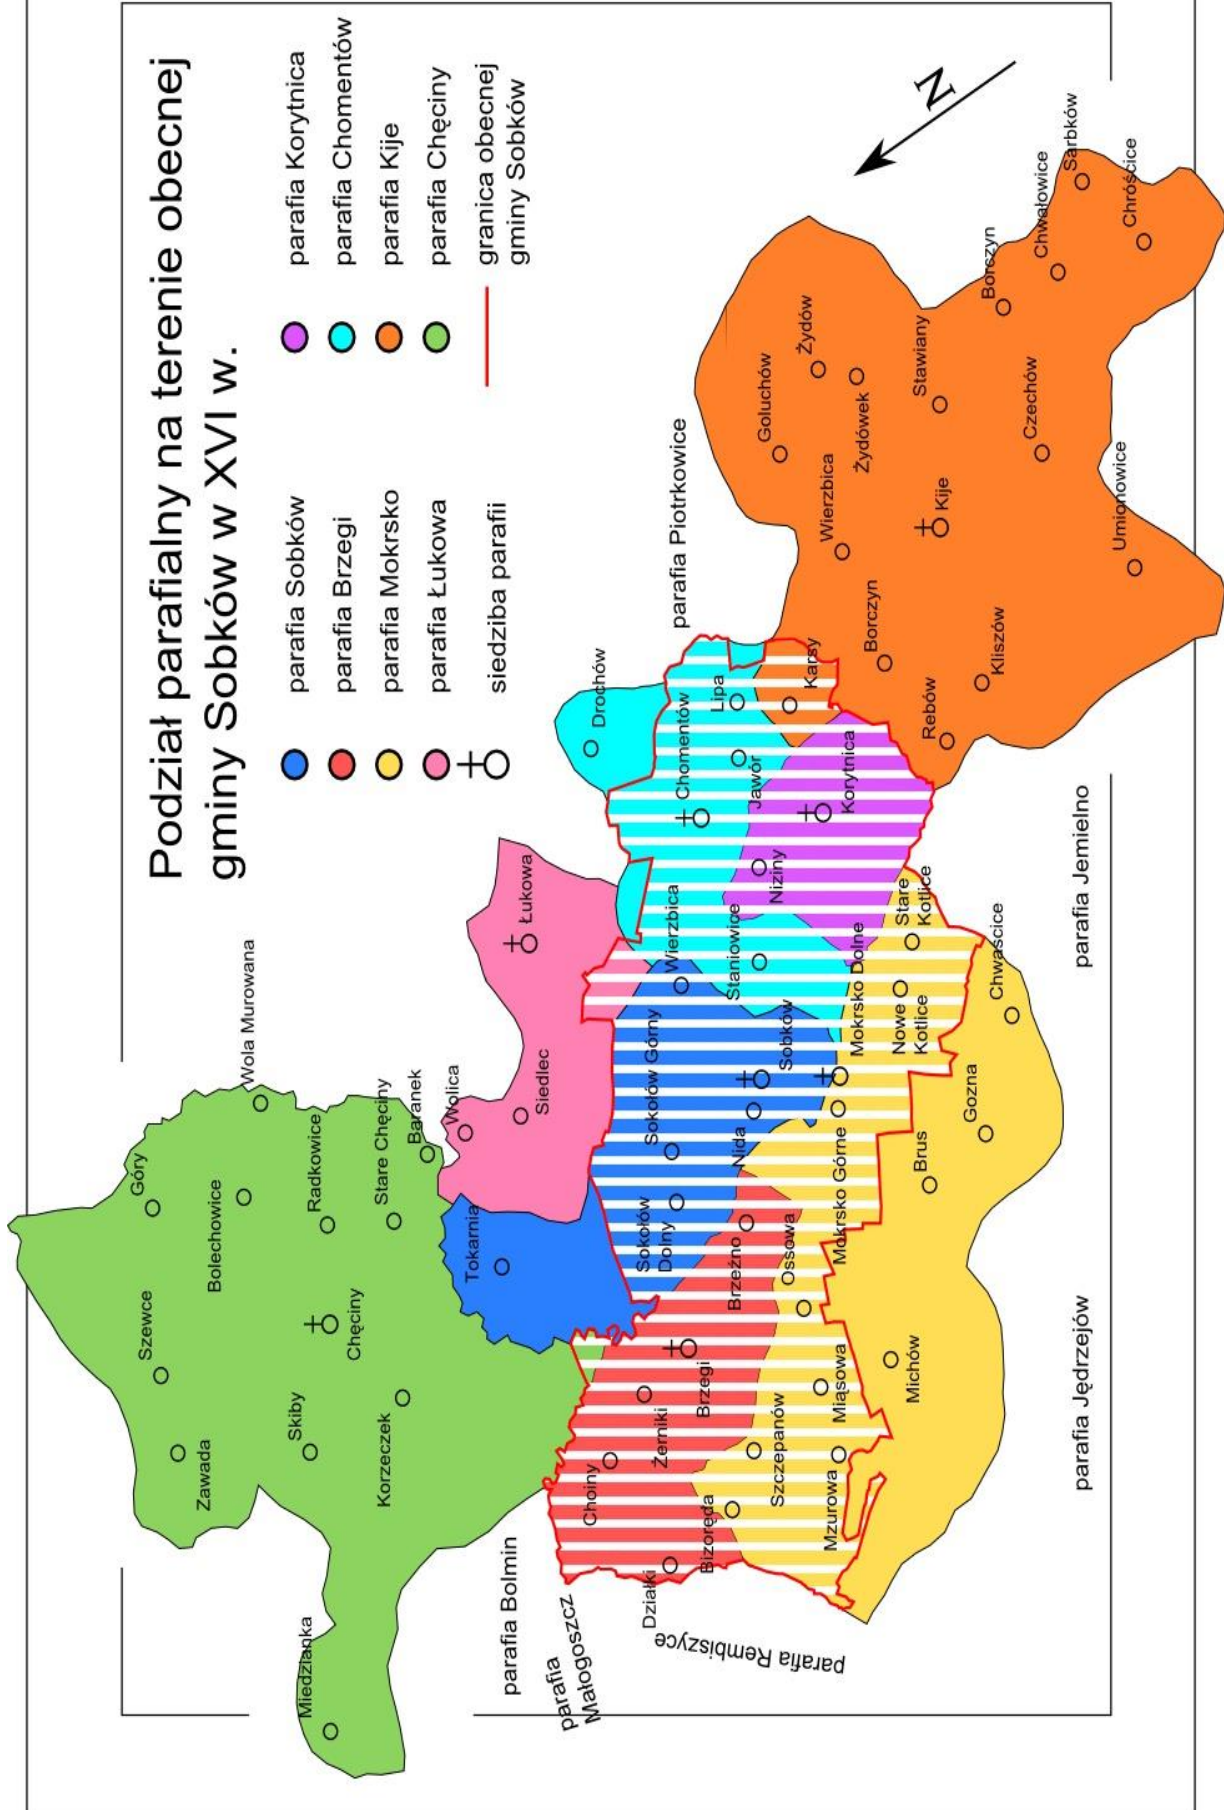 Podział parafialny na terenie obecnej
gminy Sobków w XVI w.
parafia Sobków
parafia Brzegi
parafia Mokrsko
parafia Łukowa
siedziba parafii
parafia Korytnica
parafia Chomentów
parafia Kije
parafia Chęciny
granica obecnej
gminy Sobków
N
Miedzianka
Zawada
Szewce
Góry
Bolechowice
Wola Murowana
Skiby
Chęciny
Radkowice
Stare Chęciny
Korzeczek
Baranek
Wolica
Tokarnia
Siedlec
Łukowa
Drochów
parafia Bolmin
parafia
Małogoszcz
parafia Rembiszyce
parafia Piotrkowice
Działki
Choiny
Żerniki
Brzegi
Bizoręda
Szczepanów
Mzurowa
Miąsowa
Brzeźno
Ossowa
Sokołów
Dolny
Sokołów Górny
Nida
Sobków
Mokrsko Górne
Mokrsko Dolne
Wierzbica
Staniowice
Nowe
Kotlice
Stare
Kotlice
Niziny
Chomentów
Jawór
Lipa
Korytnica
Karsy
Michów
Brus
Gozna
Chwaścice
parafia Jędrzejów
parafia Jemielno
Rebów
Kliszów
Borczyn
Wierzbica
Kije
Goluchów
Żydów
Żydówek
Stawiany
Umionowice
Czechów
Borczyn
Chwałowice
Sarbków
Chróścice